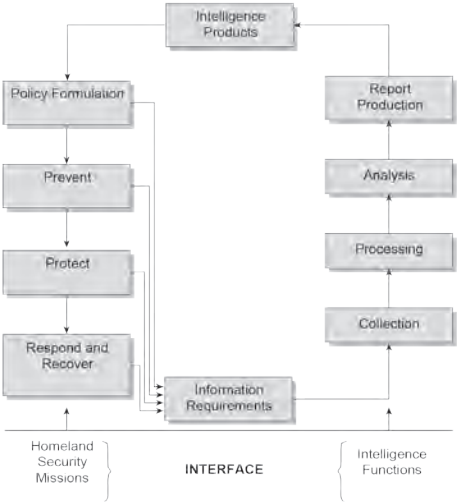 Intelligence
Products
Policy Formulation
Prevent
Protect
Respond and
Recover
Information
Requirements
Report
Production
Analysis
Processing
Collection
Homeland
Security
Missions
INTERFACE
Intelligence
Functions